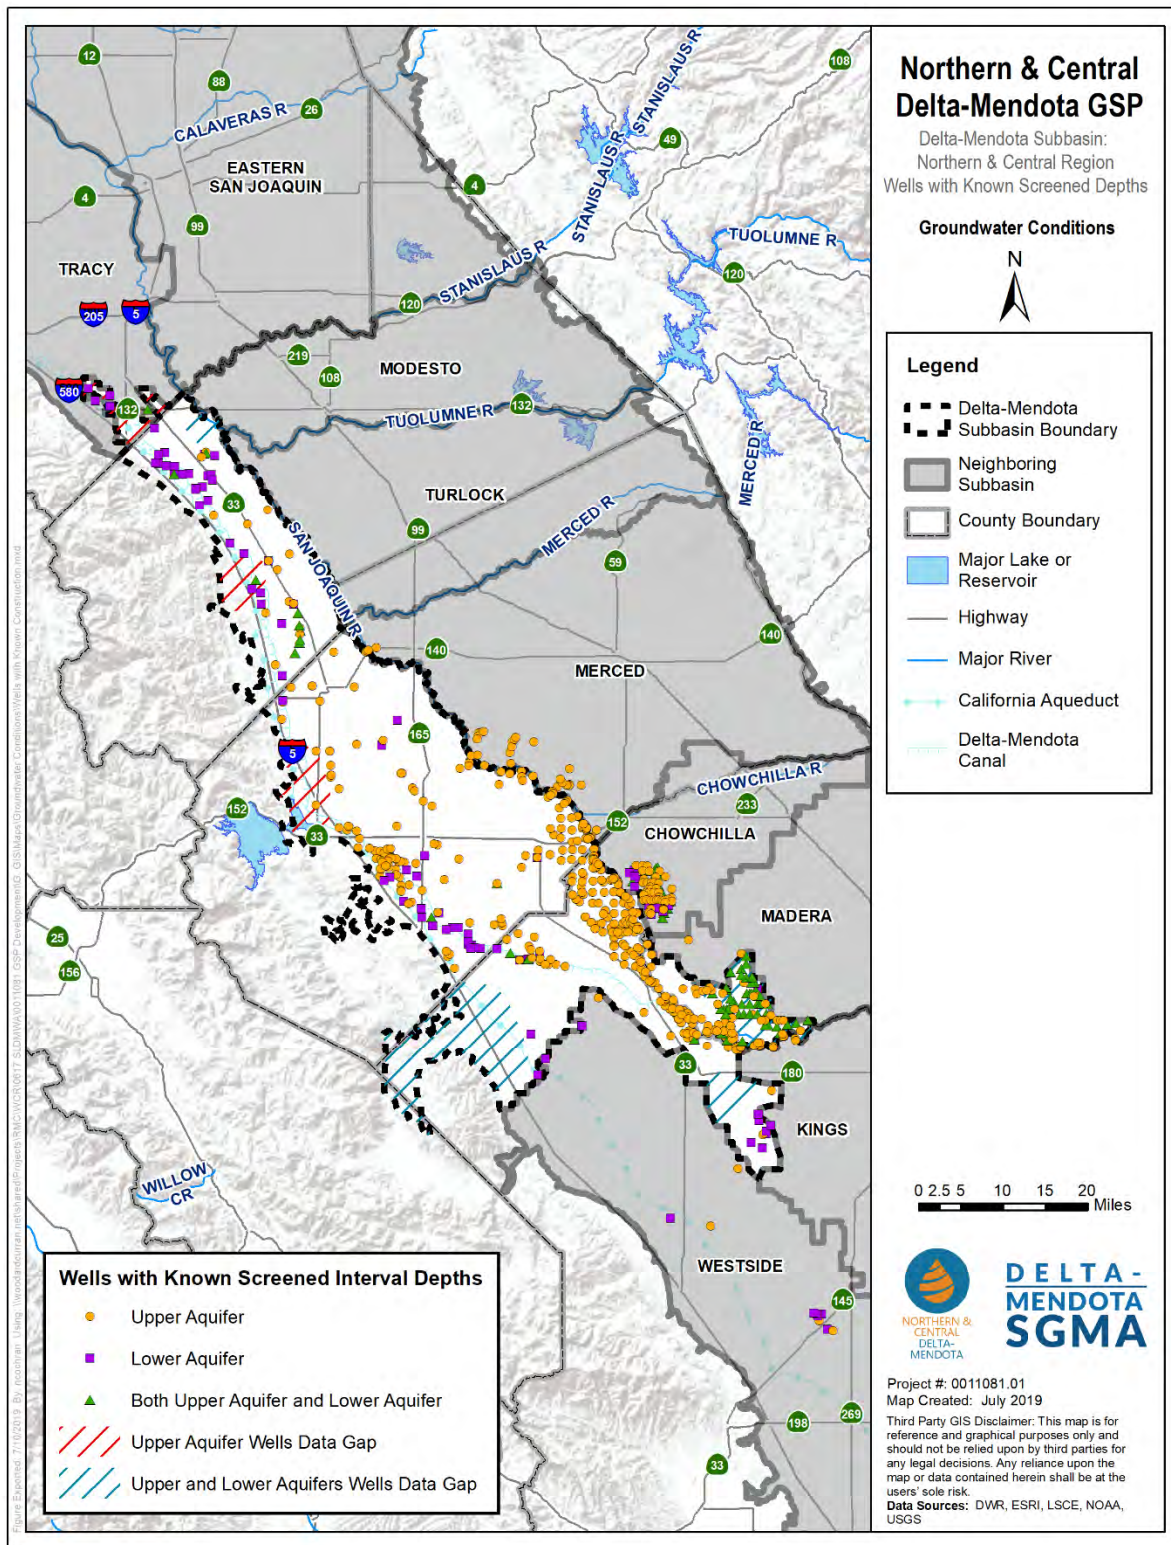 Northern & Central
Delta-Mendota GSP
Delta-Mendota Subbasin:
Northern & Central Region
Wells with Known Screened Depths
Groundwater Conditions
N
Legend
Delta-Mendota
Subbasin Boundary
Neighboring
Subbasin
County Boundary
Major Lake or
Reservoir
Highway
Major River
California Aqueduct
Delta-Mendota
Canal
0 2.5 5 10 15 20
Miles
NORTHERN &
CENTRAL
DELTA-
MENDOTA
DELTA-
MENDOTA
SGMA
Project #: 0011081.01
Map Created: July 2019
Third Party GIS Disclaimer: This map is for
reference and graphical purposes only and
should not be relied upon by third parties for
any legal decisions. Any reliance upon the
map or data contained herein shall be at the
users' sole risk.
Data Sources: DWR, ESRI, LSCE, NOAA,
USGS
12
88
26
108
CALAVERAS R
STANISLAUS R
49
EASTERN
SAN JOAQUIN
4
4
99
STANISLAUS R
TUOLUMNE R
120
TRACY
STANISLAUS R
205
5
120
219
108
MODESTO
580
132
TUOLUMNE R
132
MERCED R
TURLOCK
33
SAN JOAQUIN R
99
MERCED R
59
140
140
MERCED
165
5
CHOWCHILLA R
152
33
152
233
CHOWCHILLA
MADERA
25
156
33
180
KINGS
WILLOW
CR
WESTSIDE
145
198
269
33
Wells with Known Screened Interval Depths
Upper Aquifer
Lower Aquifer
Both Upper Aquifer and Lower Aquifer
Upper Aquifer Wells Data Gap
Upper and Lower Aquifers Wells Data Gap